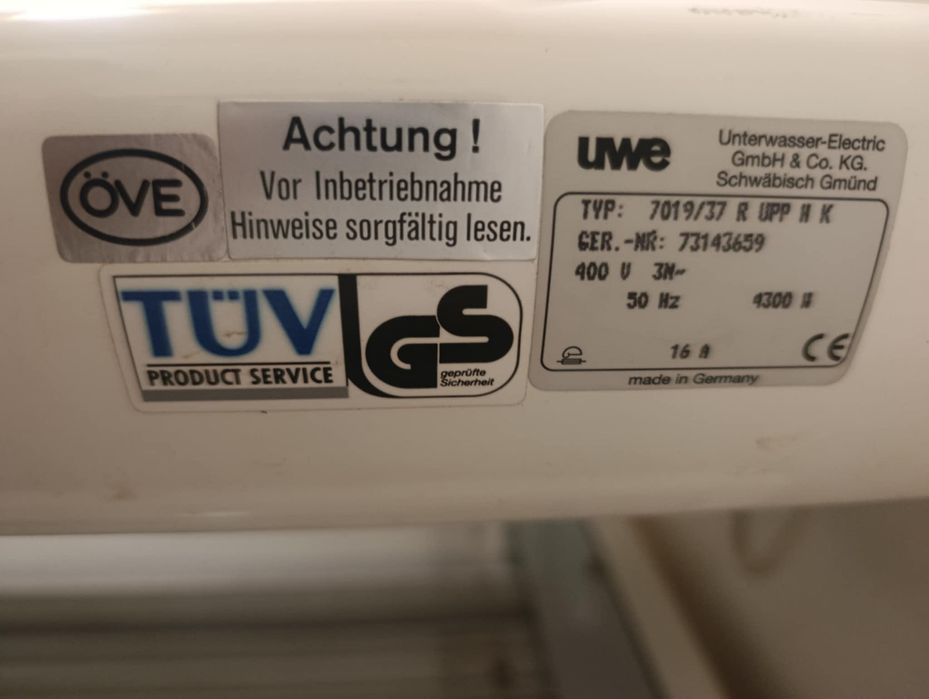 ÖVE
Achtung !
Vor Inbetriebnahme
Hinweise sorgfältig lesen.
TÜV
PRODUCT SERVICE
GS
geprüfte
Sicherheit
uwe
Unterwasser-Electric
GmbH & Co. KG.
Schwäbisch Gmünd
TYP: 7019/37 R UPP H K
GER.-NR: 73143659
400 V 3N~
50 Hz 4300 W
16 A
CE
made in Germany